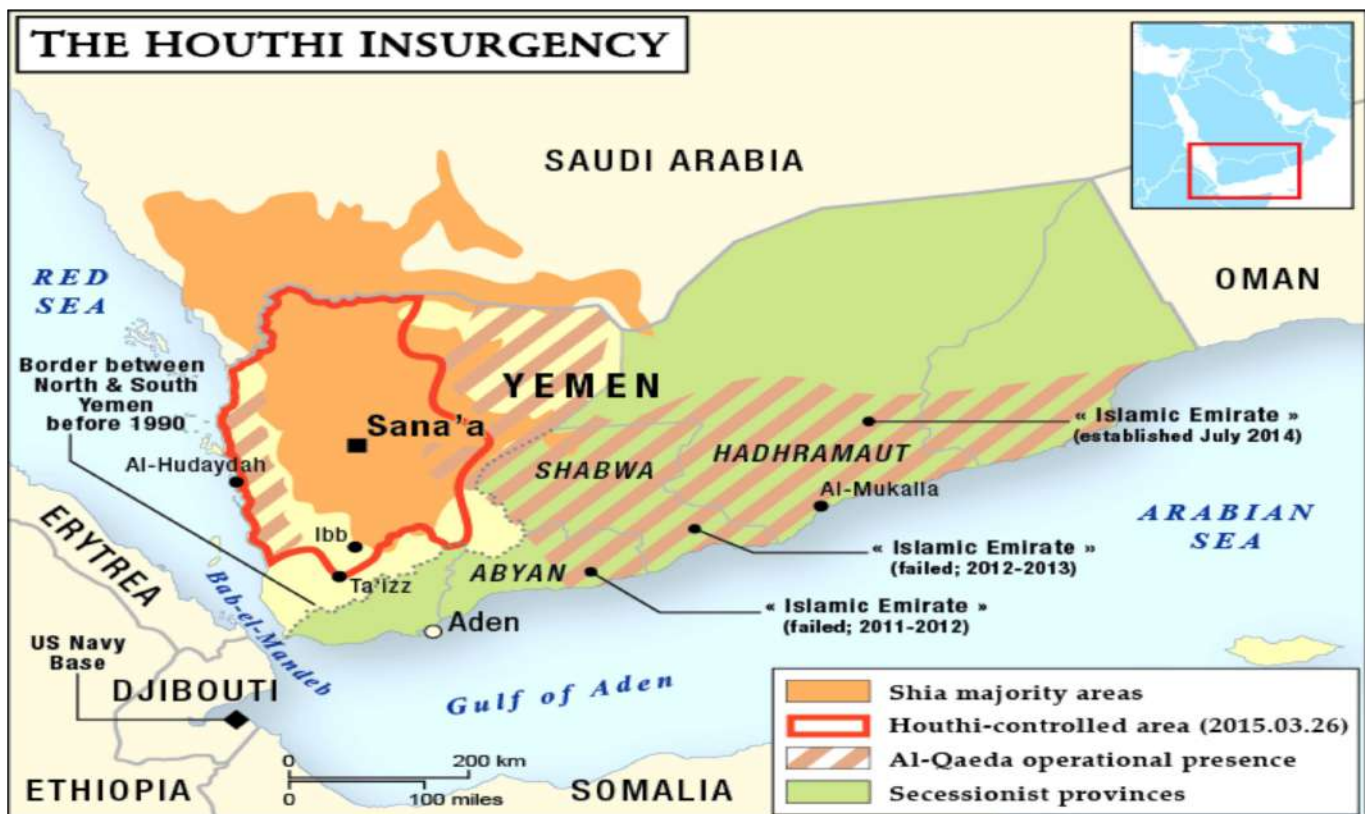 THE HOUTHI INSURGENCY
SAUDI ARABIA
RED
SEA
OMAN
Border between
North & South
Yemen
before 1990
YEMEN
Sana'a
« Islamic Emirate »
(established July 2014)
Al-Hudaydah
SHABWA
HADHRAMAUT
Al-Mukalla
ARABIAN
SEA
Ibb
« Islamic Emirate »
(failed; 2012-2013)
ERYTREA
Ta'izz
ABYAN
« Islamic Emirate »
(failed; 2011-2012)
Bab-el-Mandeb
Aden
US Navy
Base
DJIBOUTI
Gulf of Aden
Shia majority areas
Houthi-controlled area (2015.03.26)
Al-Qaeda operational presence
Secessionist provinces
0 200 km
0 100 miles
ETHIOPIA
SOMALIA